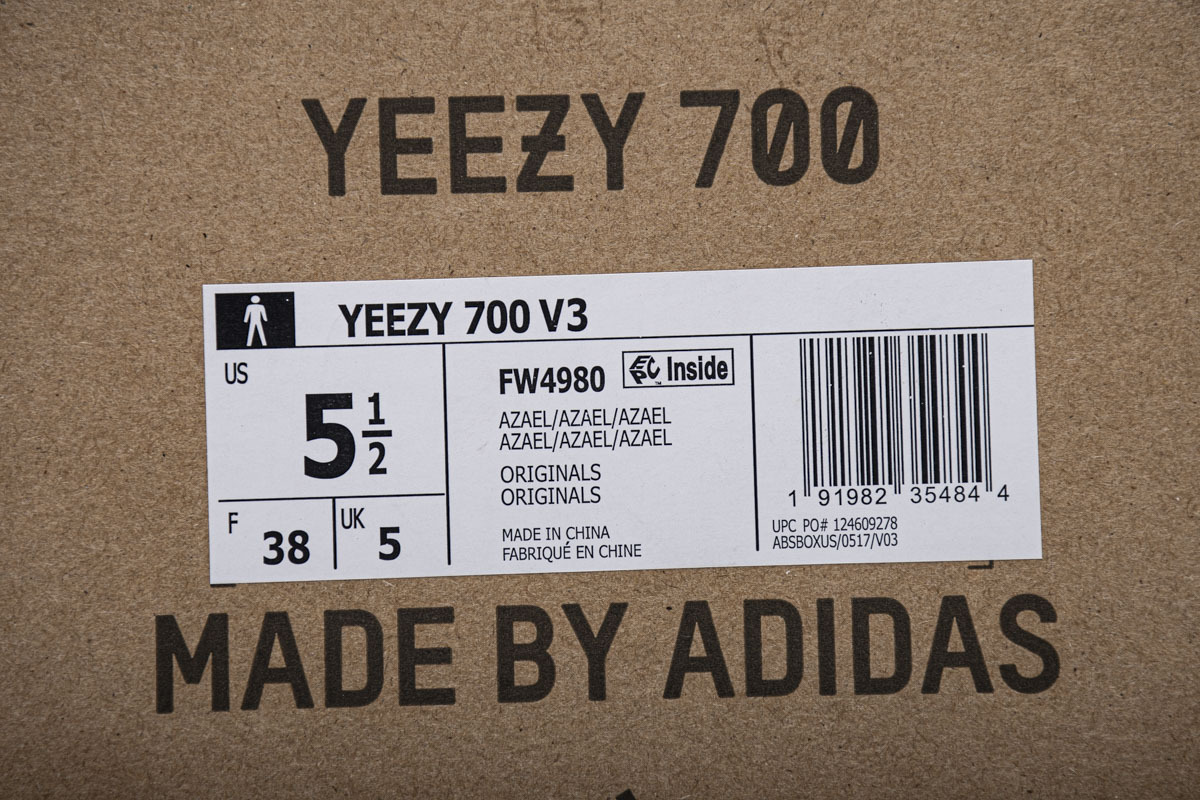 YEEZY 700
YEEZY 700 V3
US
5 1/2
F 38
UK 5
FW4980
EPC™ Inside
AZAEL/AZAEL/AZAEL
AZAEL/AZAEL/AZAEL
ORIGINALS
ORIGINALS
MADE IN CHINA
FABRIQUÉ EN CHINE
1 91982 35484 4
UPC PO# 124609278
ABSBOXUS/0517/V03
MADE BY ADIDAS